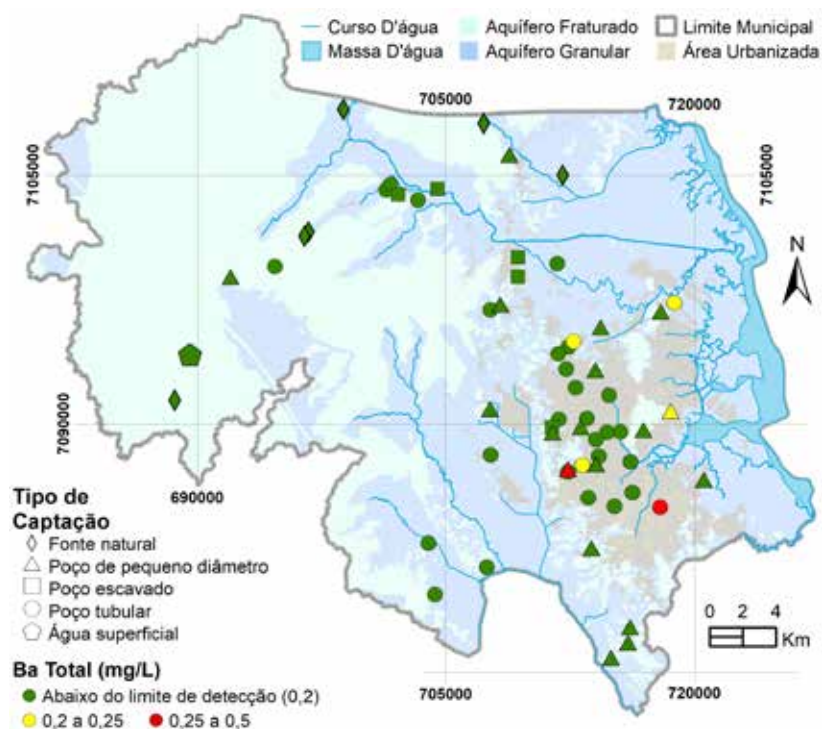 Curso D'água
Aquífero Fraturado
Limite Municipal
Massa D'água
Aquífero Granular
Área Urbanizada
705000
720000
7105000
7105000
N
7090000
7090000
690000
Tipo de
Captação
Fonte natural
Poço de pequeno diâmetro
Poço escavado
Poço tubular
Água superficial
0 2 4
Km
Ba Total (mg/L)
Abaixo do limite de detecção (0,2)
705000
720000
0,2 a 0,25
0,25 a 0,5